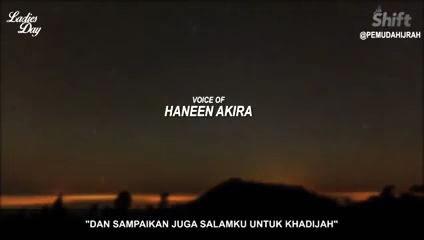 Ladies
Day
Shift
@PEMUDAHIJRAH
VOICE OF
HANEEN AKIRA
"DAN SAMPAIKAN JUGA SALAMKU UNTUK KHADIJAH"